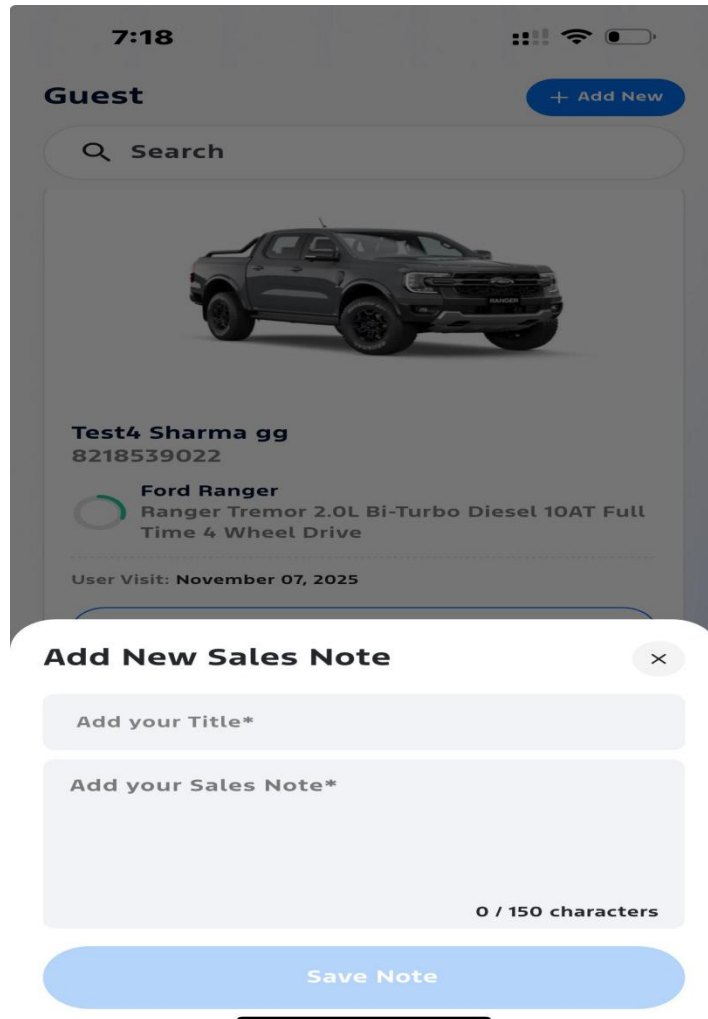 7:18
Guest
+ Add New
Search
RANGER
Test4 Sharma gg
8218539022
Ford Ranger
Ranger Tremor 2.0L Bi-Turbo Diesel 10AT Full
Time 4 Wheel Drive
User Visit: November 07, 2025
Add New Sales Note
Add your Title*
Add your Sales Note*
0 / 150 characters
Save Note